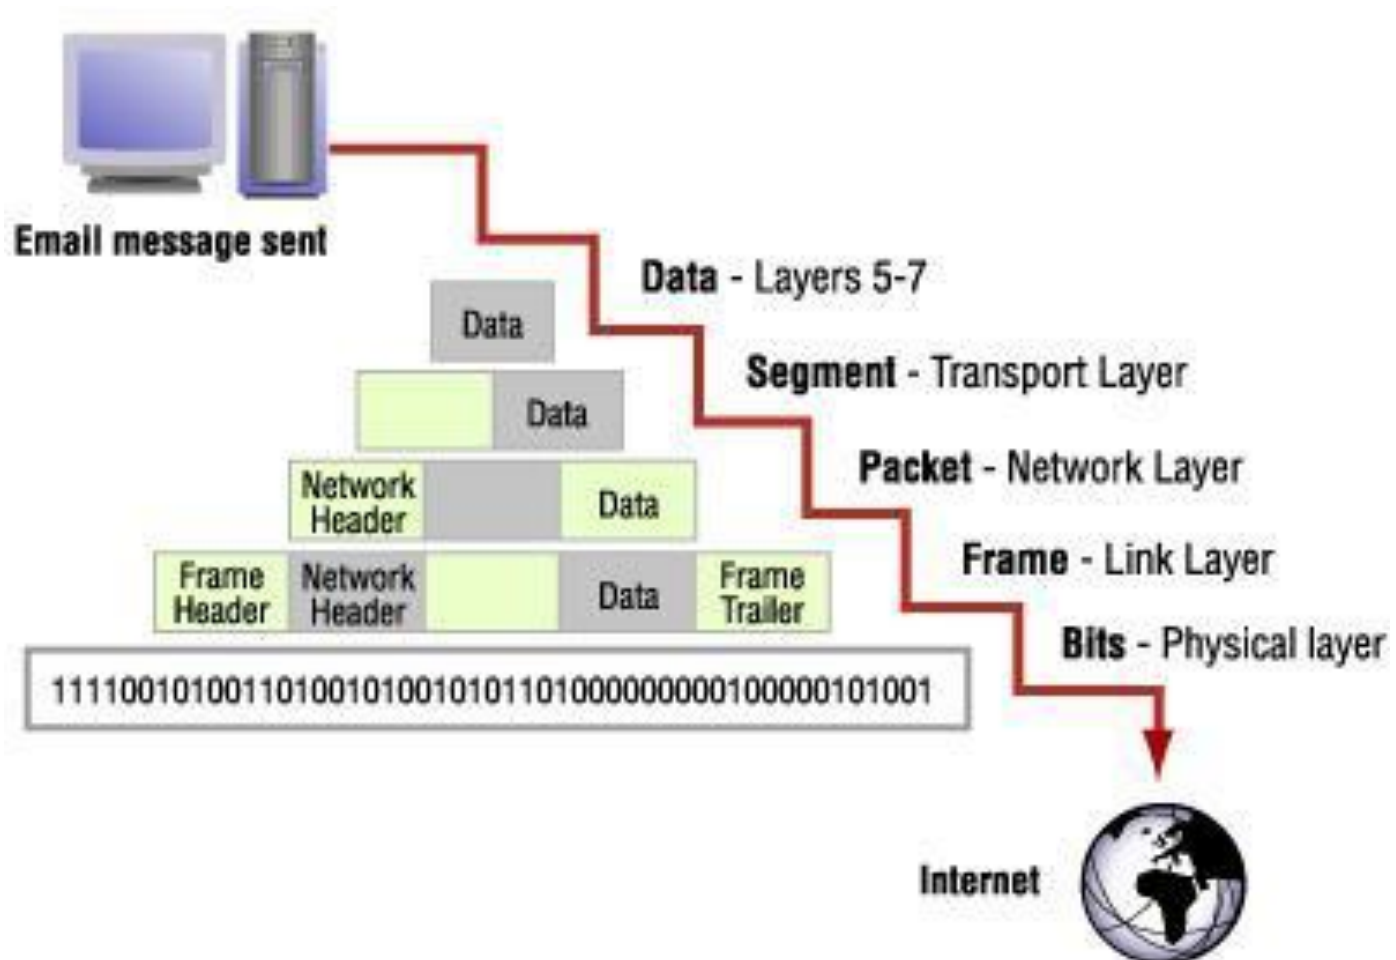 Email message sent
Data - Layers 5-7
Data
Segment - Transport Layer
Data
Packet - Network Layer
Network
Header
Data
Frame - Link Layer
Frame
Header
Network
Header
Data
Frame
Trailer
Bits - Physical layer
1111001010011010010100101011010000000000100000101001
Internet